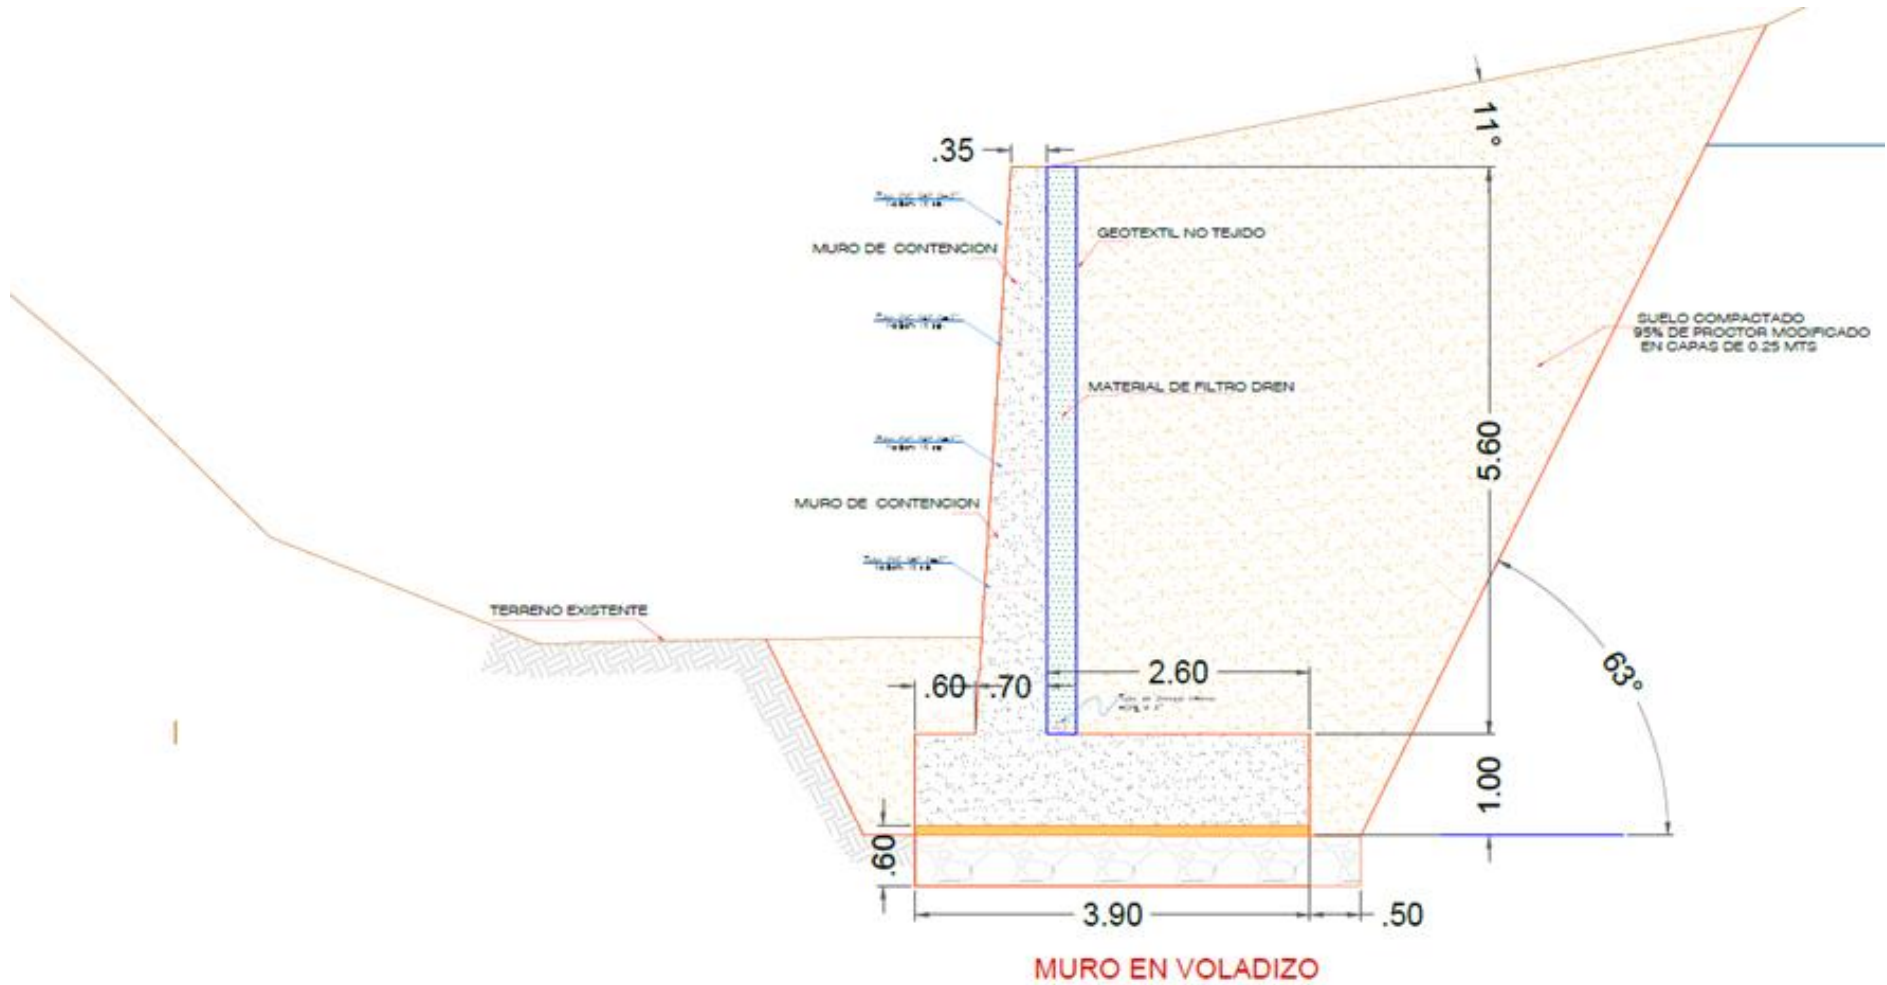 11°
.35
GEOTEXTIL NO TEJIDO
MURO DE CONTENCION
SUELO COMPACTADO
95% DE PROCTOR MODIFICADO
EN CAPAS DE 0.25 MTS
MATERIAL DE FILTRO DREN
5.60
MURO DE CONTENCION
TERRENO EXISTENTE
63°
2.60
.60
.70
1.00
.60
3.90
.50
MURO EN VOLADIZO